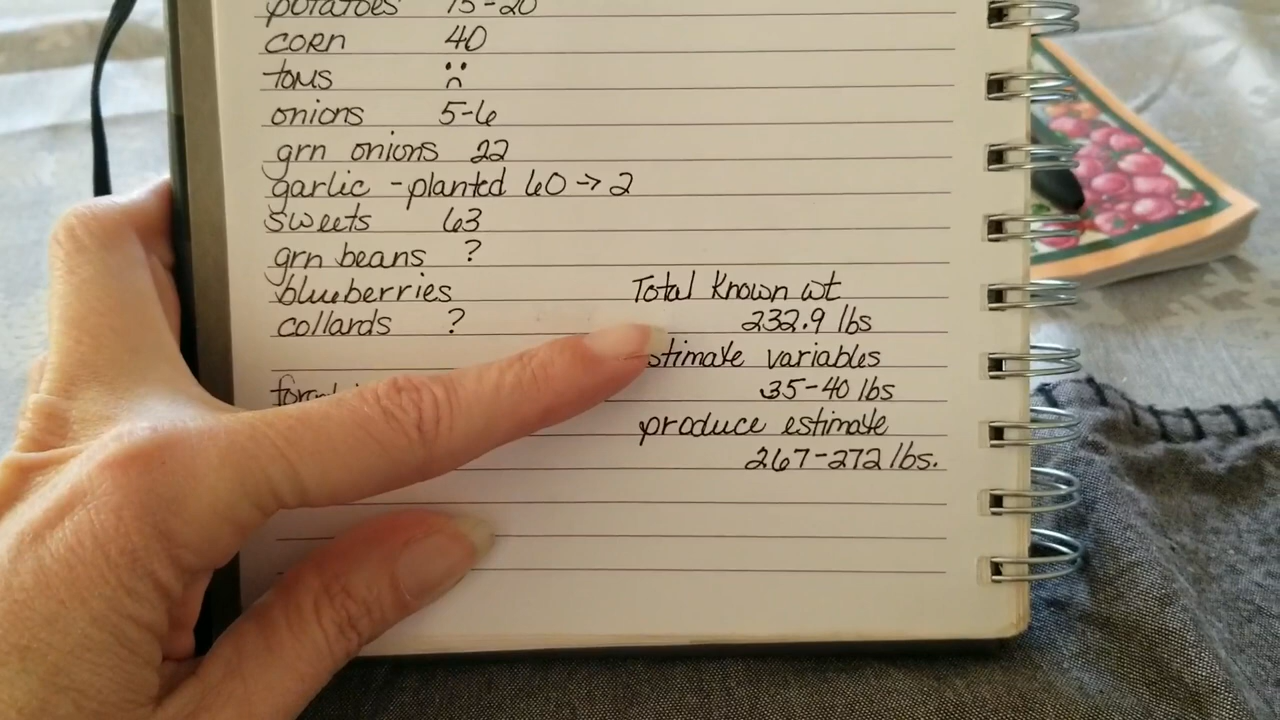 potatoes 15-20
corn 40
toms
onions 5-6
grn onions 22
garlic - planted 60 → 2
sweets 63
grn beans ?
blueberries
collards ?
Total Known wt
232.9 lbs
stimate variables
35-40 lbs
produce estimate
267-272 lbs.